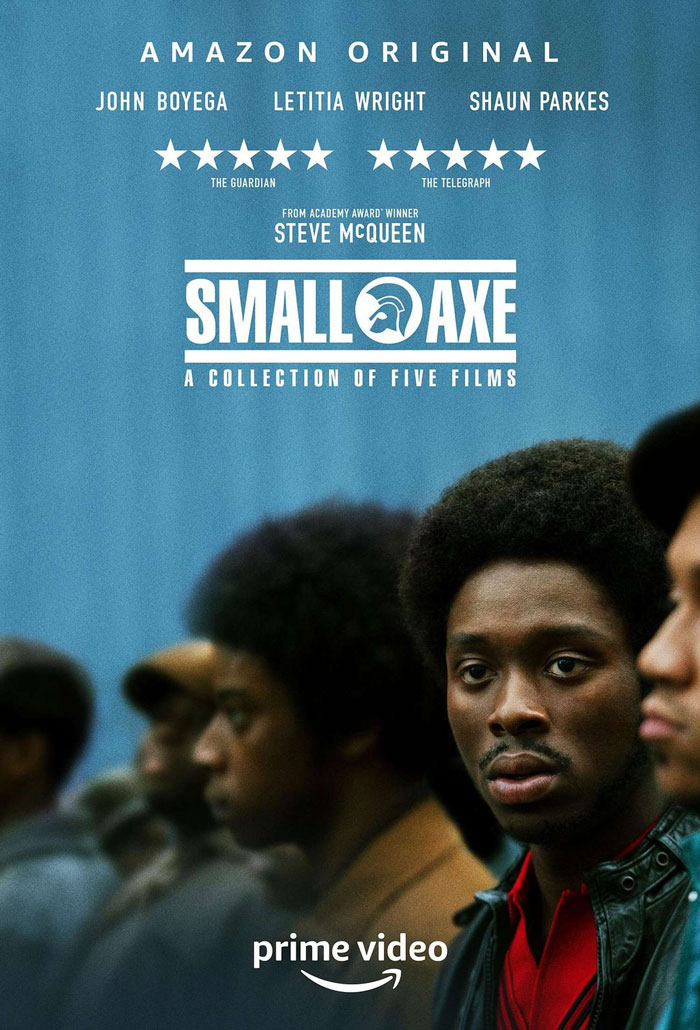 AMAZON ORIGINAL
JOHN BOYEGA LETITIA WRIGHT SHAUN PARKES
THE GUARDIAN THE TELEGRAPH
FROM ACADEMY AWARD® WINNER
STEVE McQUEEN
SMALL AXE
A COLLECTION OF FIVE FILMS
prime video